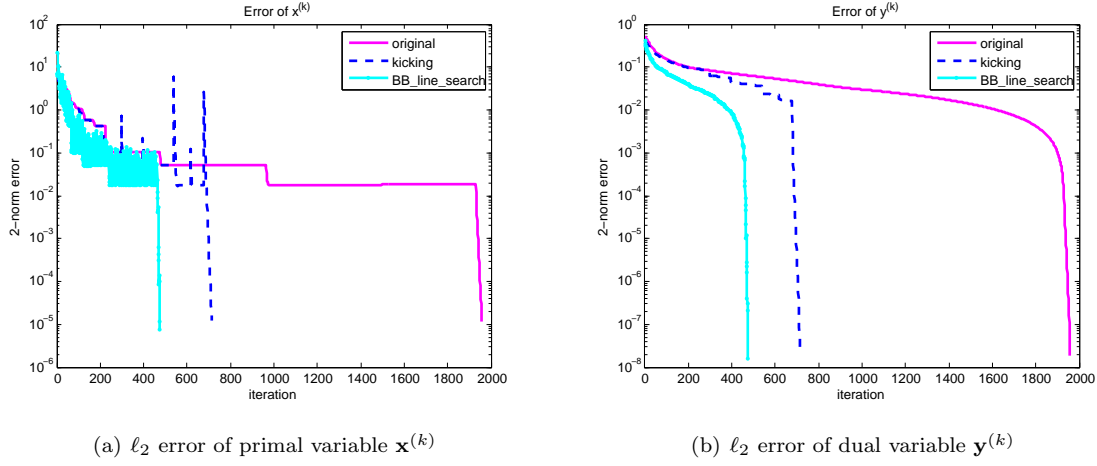 Error of x^(k)
original
kicking
BB_line_search
10^2
10^1
10^0
10^−1
10^−2
10^−3
10^−4
10^−5
10^−6
2−norm error
0 200 400 600 800 1000 1200 1400 1600 1800 2000
iteration
(a) ℓ₂ error of primal variable x^(k)
Error of y^(k)
original
kicking
BB_line_search
10^0
10^−1
10^−2
10^−3
10^−4
10^−5
10^−6
10^−7
10^−8
2−norm error
0 200 400 600 800 1000 1200 1400 1600 1800 2000
iteration
(b) ℓ₂ error of dual variable y^(k)